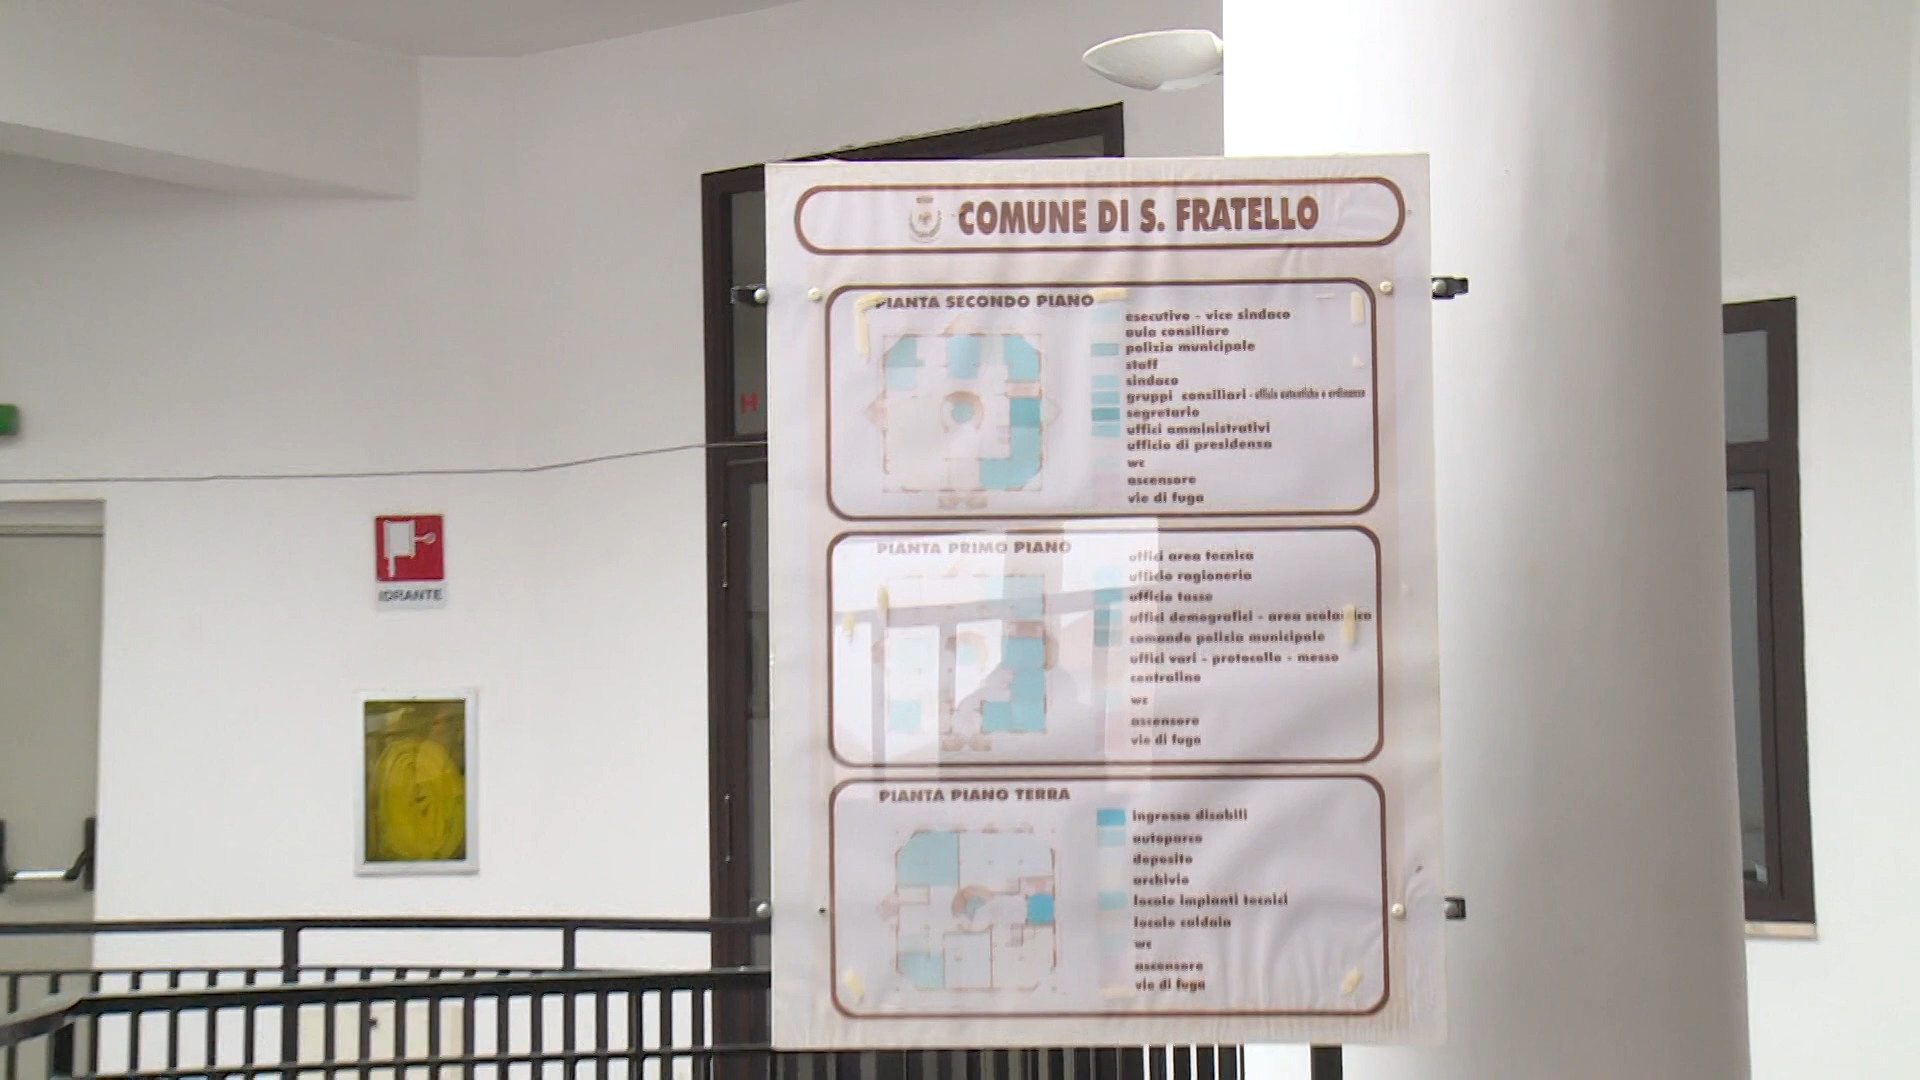 COMUNE DI S. FRATELLO
PIANTA SECONDO PIANO
esecutivo - vice sindaco
aula consiliare
polizia municipale
staff
sindaco
gruppi consiliari - ufficio autentiche e ordinanze
segretario
uffici amministrativi
ufficio di presidenza
wc
ascensore
vie di fuga
PIANTA PRIMO PIANO
uffici area tecnica
ufficio ragioneria
ufficio tasse
uffici demografici - area scolastica
comando polizia municipale
uffici vari - protocollo - messo
centralino
wc
ascensore
vie di fuga
PIANTA PIANO TERRA
ingresso disabili
autoparco
deposito
archivio
locale impianti tecnici
locale caldaia
wc
ascensore
vie di fuga
H
IDRANTE